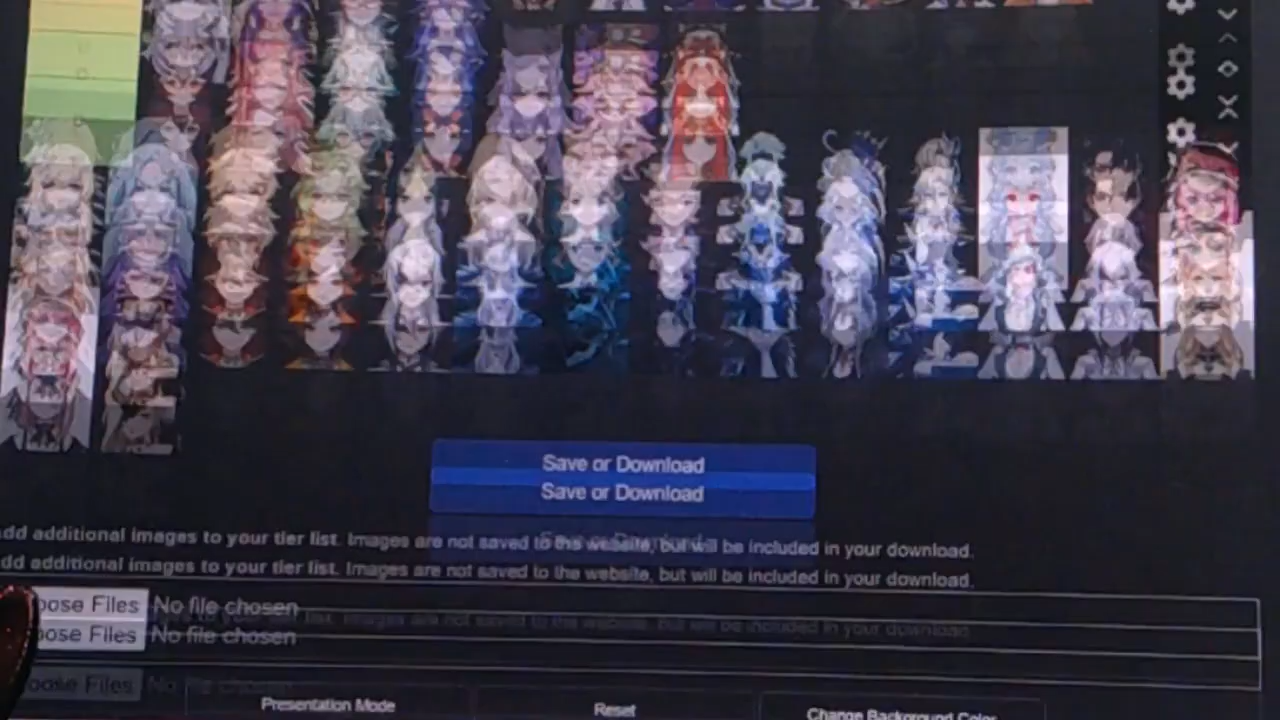 Save or Download
Save or Download
dd additional images to your tier list. Images are not saved to the website, but will be included in your download.
dd additional images to your tier list. Images are not saved to the website, but will be included in your download.
oose Files No file chosen
oose Files No file chosen
oose Files
Presentation Mode Reset Change Background Color